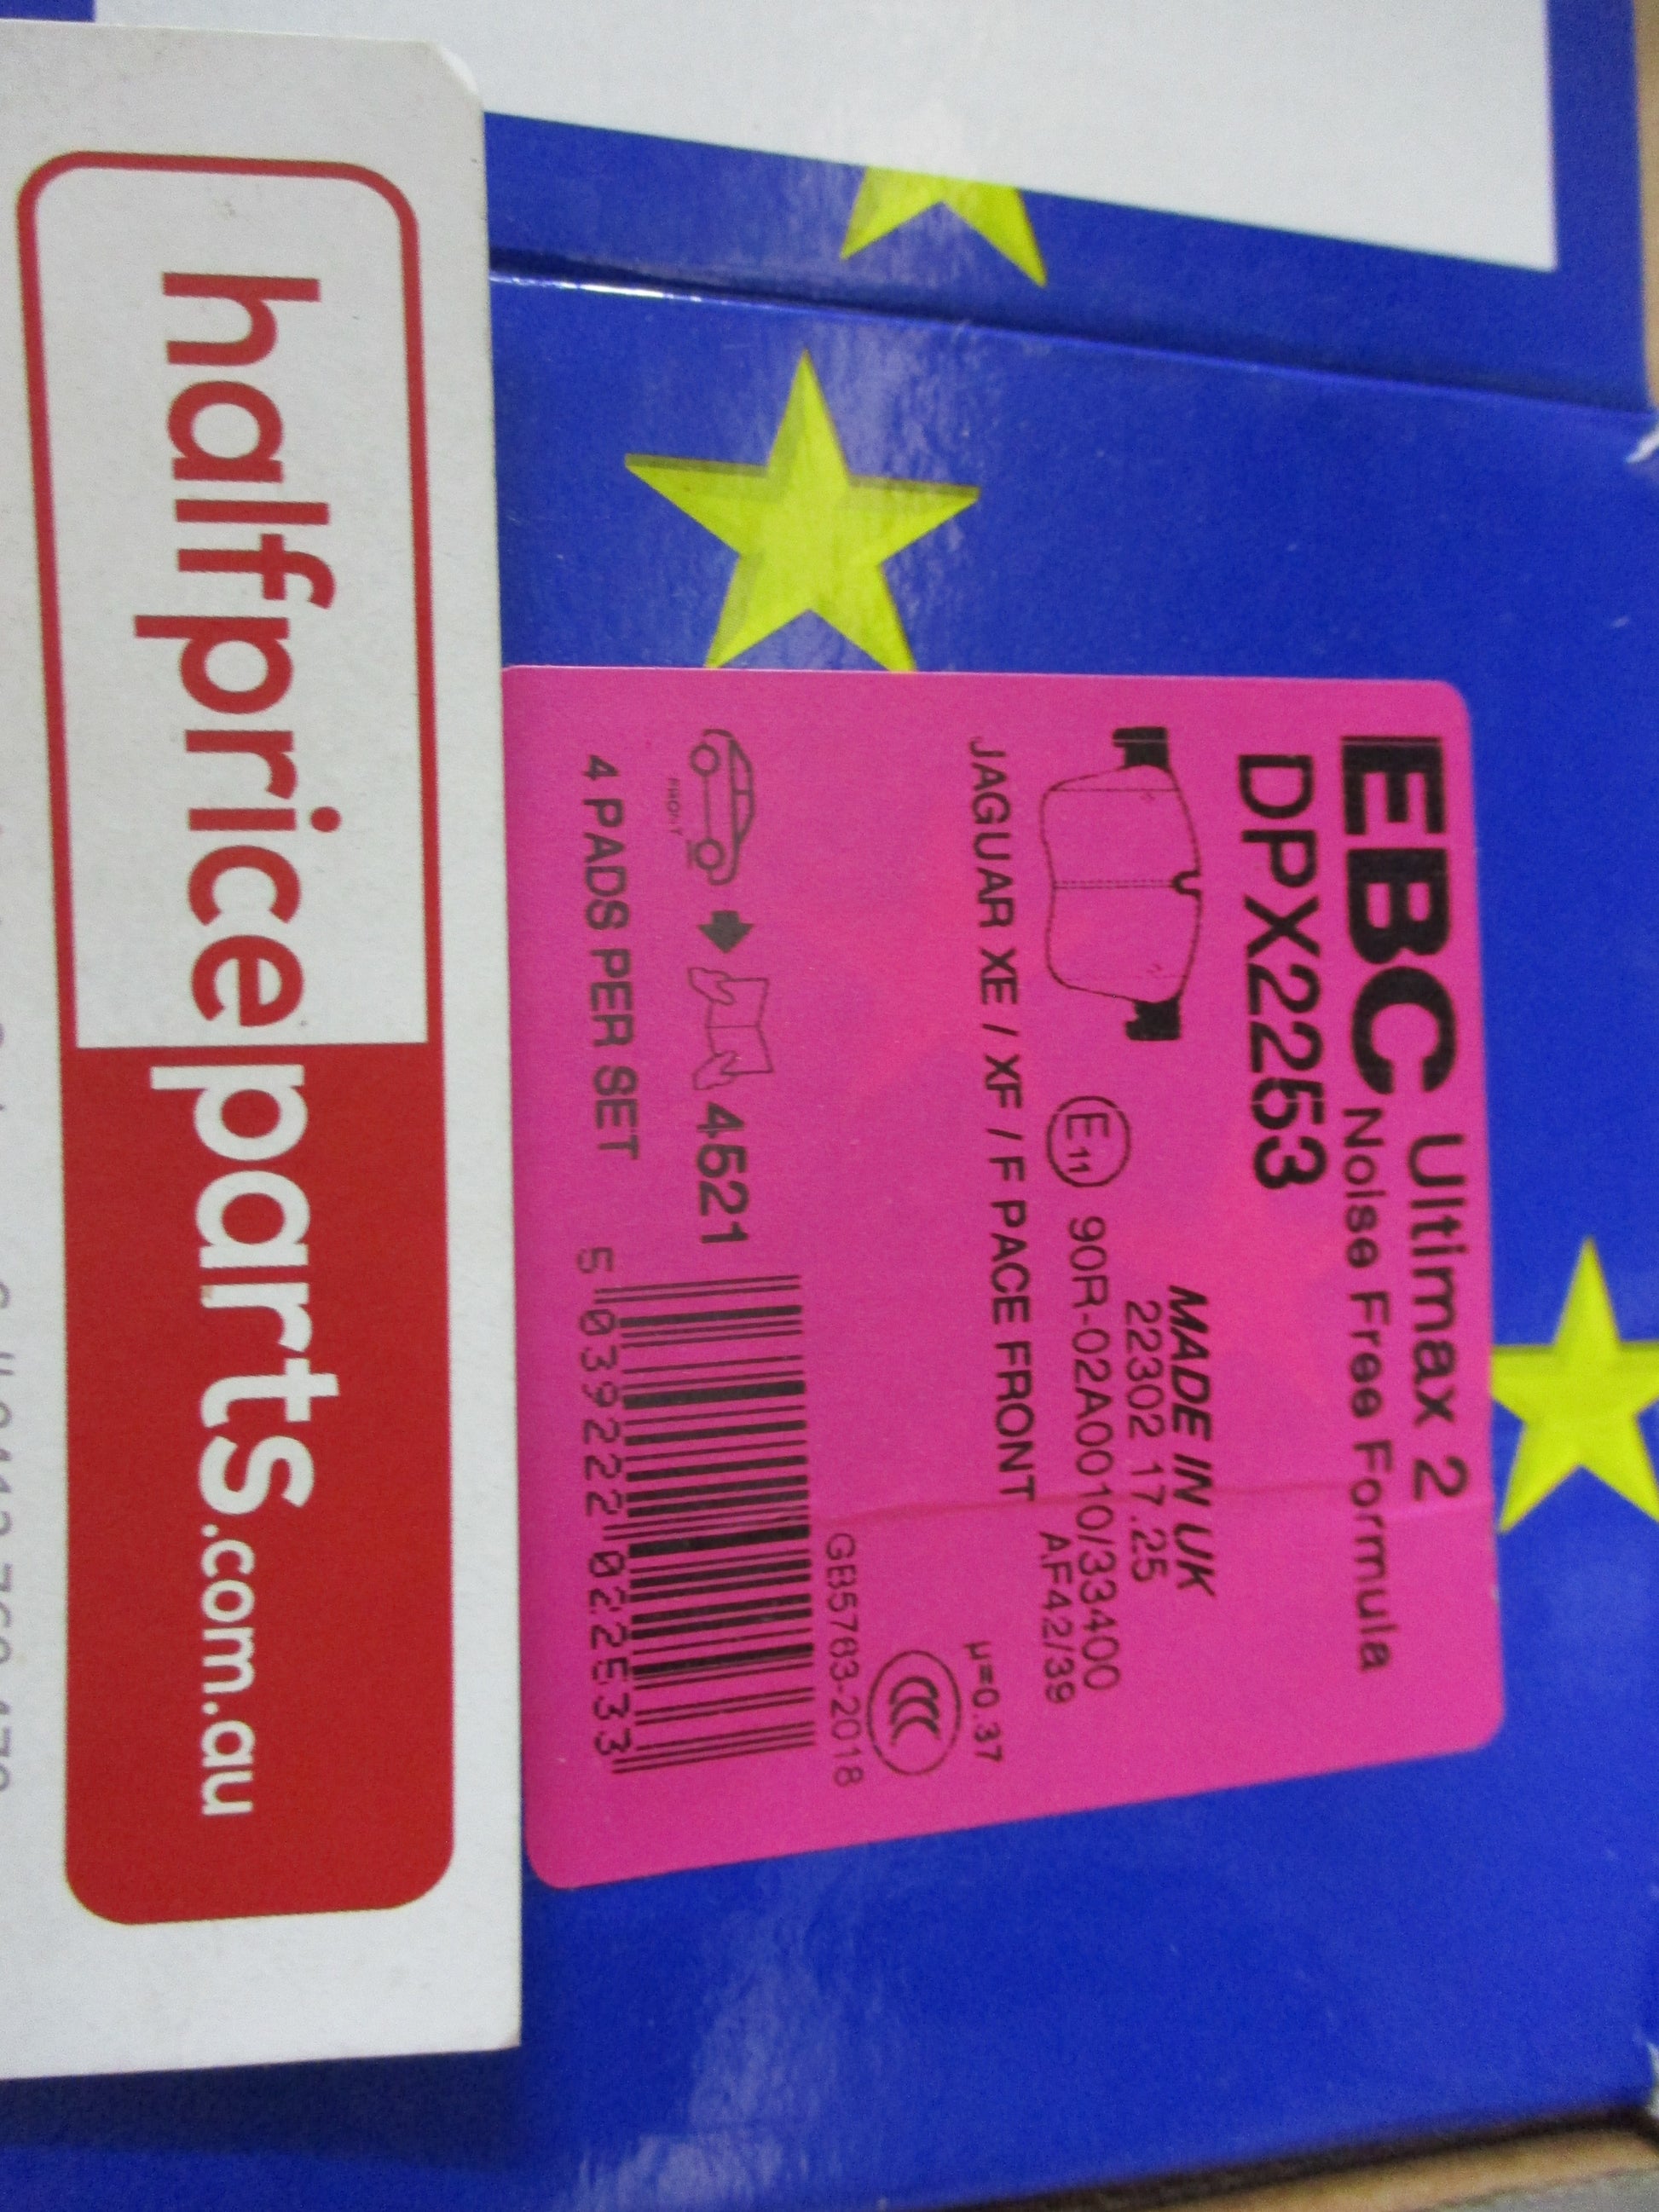 EBC Ultimax 2
Noise Free Formula
DPX2253
MADE IN UK
22302 17.25
E11 90R-02A0010/33400
AF42/39
JAGUAR XE / XF / F PACE FRONT
µ=0.37
CCC
GB5763-2018
FRONT
4521
4 PADS PER SET
5 039222 022533
halfpriceparts.com.au